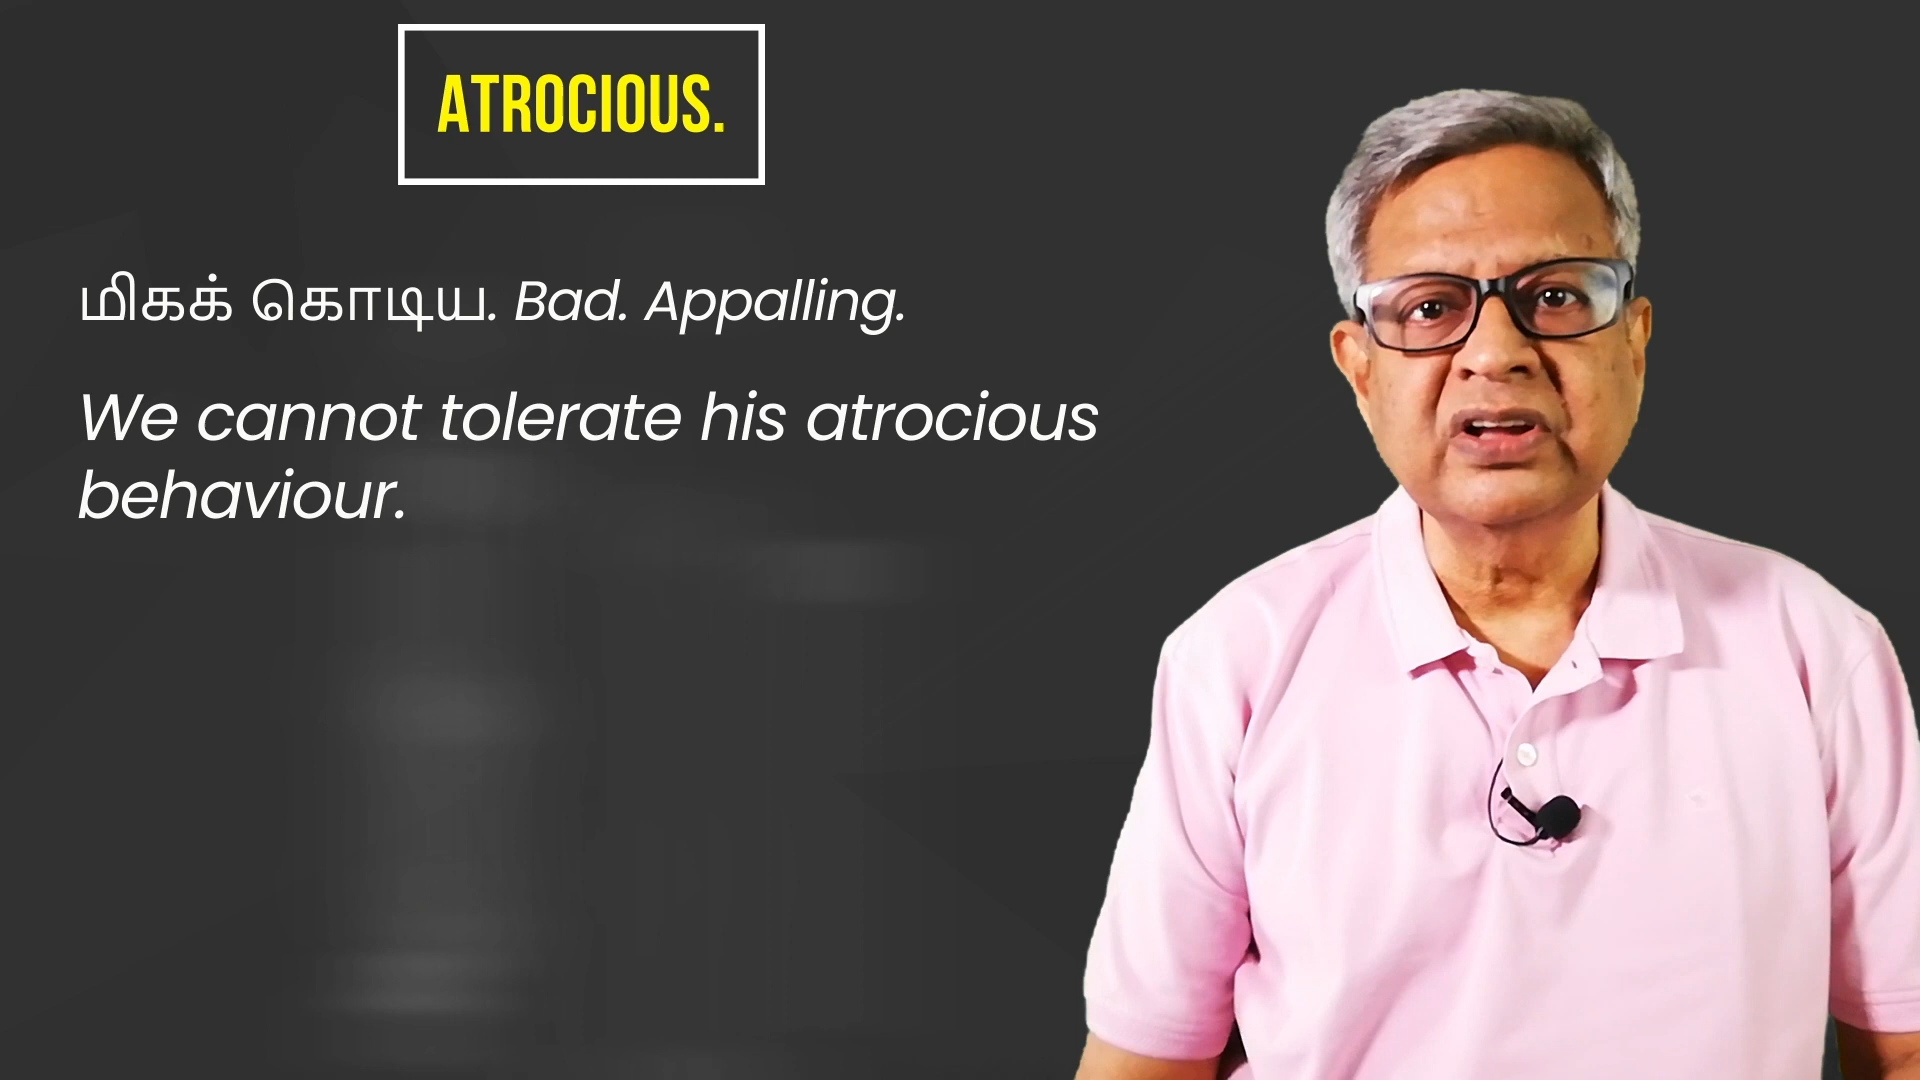 ATROCIOUS.
மிகக் கொடிய. Bad. Appalling.
We cannot tolerate his atrocious
behaviour.